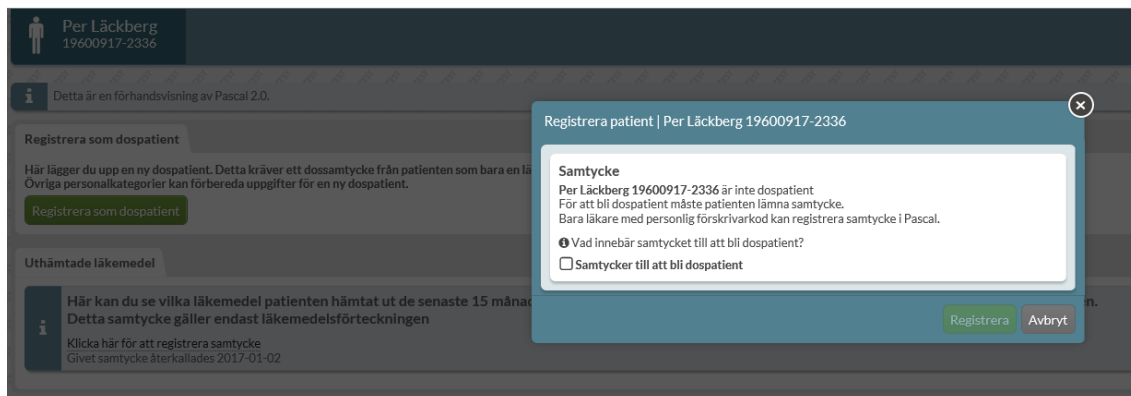 Per Läckberg
19600917-2336
Detta är en förhandsvisning av Pascal 2.0.
Registrera som dospatient
Här lägger du upp en ny dospatient. Detta kräver ett dossamtycke från patienten som bara en lä
Övriga personalkategorier kan förbereda uppgifter för en ny dospatient.
Registrera som dospatient
Uthämtade läkemedel
Här kan du se vilka läkemedel patienten hämtat ut de senaste 15 månad
n.
Detta samtycke gäller endast läkemedelsförteckningen
Klicka här för att registrera samtycke
Givet samtycke återkallades 2017-01-02
Registrera patient | Per Läckberg 19600917-2336
Samtycke
Per Läckberg 19600917-2336 är inte dospatient
För att bli dospatient måste patienten lämna samtycke.
Bara läkare med personlig förskrivarkod kan registrera samtycke i Pascal.
Vad innebär samtycket till att bli dospatient?
Samtycker till att bli dospatient
Registrera
Avbryt